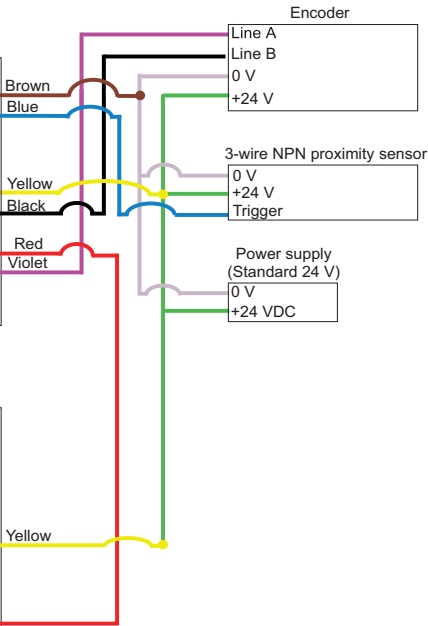 Encoder
Line A
Line B
0 V
+24 V
Brown
Blue
3-wire NPN proximity sensor
0 V
+24 V
Trigger
Yellow
Black
Red
Violet
Power supply
(Standard 24 V)
0 V
+24 VDC
Yellow